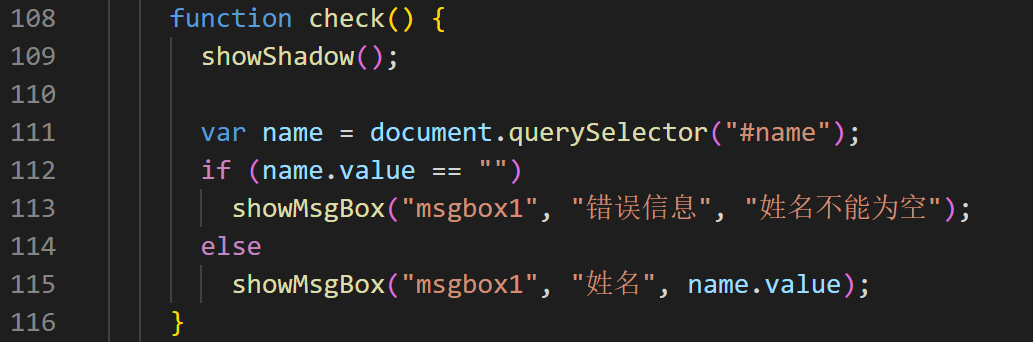 108 function check() {
109 showShadow();
110
111 var name = document.querySelector("#name");
112 if (name.value == "")
113 showMsgBox("msgbox1", "错误信息", "姓名不能为空");
114 else
115 showMsgBox("msgbox1", "姓名", name.value);
116 }